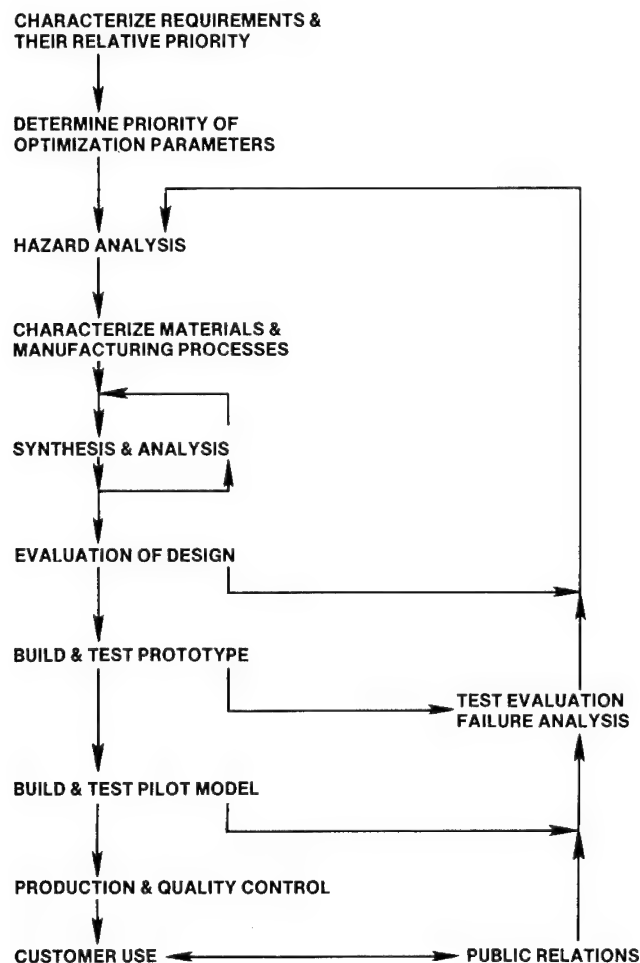 CHARACTERIZE REQUIREMENTS &
THEIR RELATIVE PRIORITY
DETERMINE PRIORITY OF
OPTIMIZATION PARAMETERS
HAZARD ANALYSIS
CHARACTERIZE MATERIALS &
MANUFACTURING PROCESSES
SYNTHESIS & ANALYSIS
EVALUATION OF DESIGN
BUILD & TEST PROTOTYPE
TEST EVALUATION
FAILURE ANALYSIS
BUILD & TEST PILOT MODEL
PRODUCTION & QUALITY CONTROL
CUSTOMER USE
PUBLIC RELATIONS